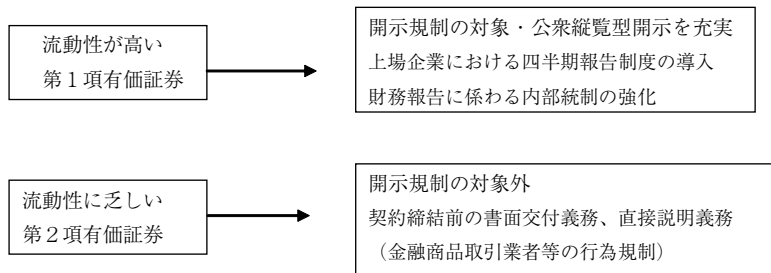 流動性が高い
第1項有価証券
開示規制の対象・公衆縦覧型開示を充実
上場企業における四半期報告制度の導入
財務報告に係わる内部統制の強化
流動性に乏しい
第２項有価証券
開示規制の対象外
契約締結前の書面交付義務、直接説明義務
（金融商品取引業者等の行為規制）